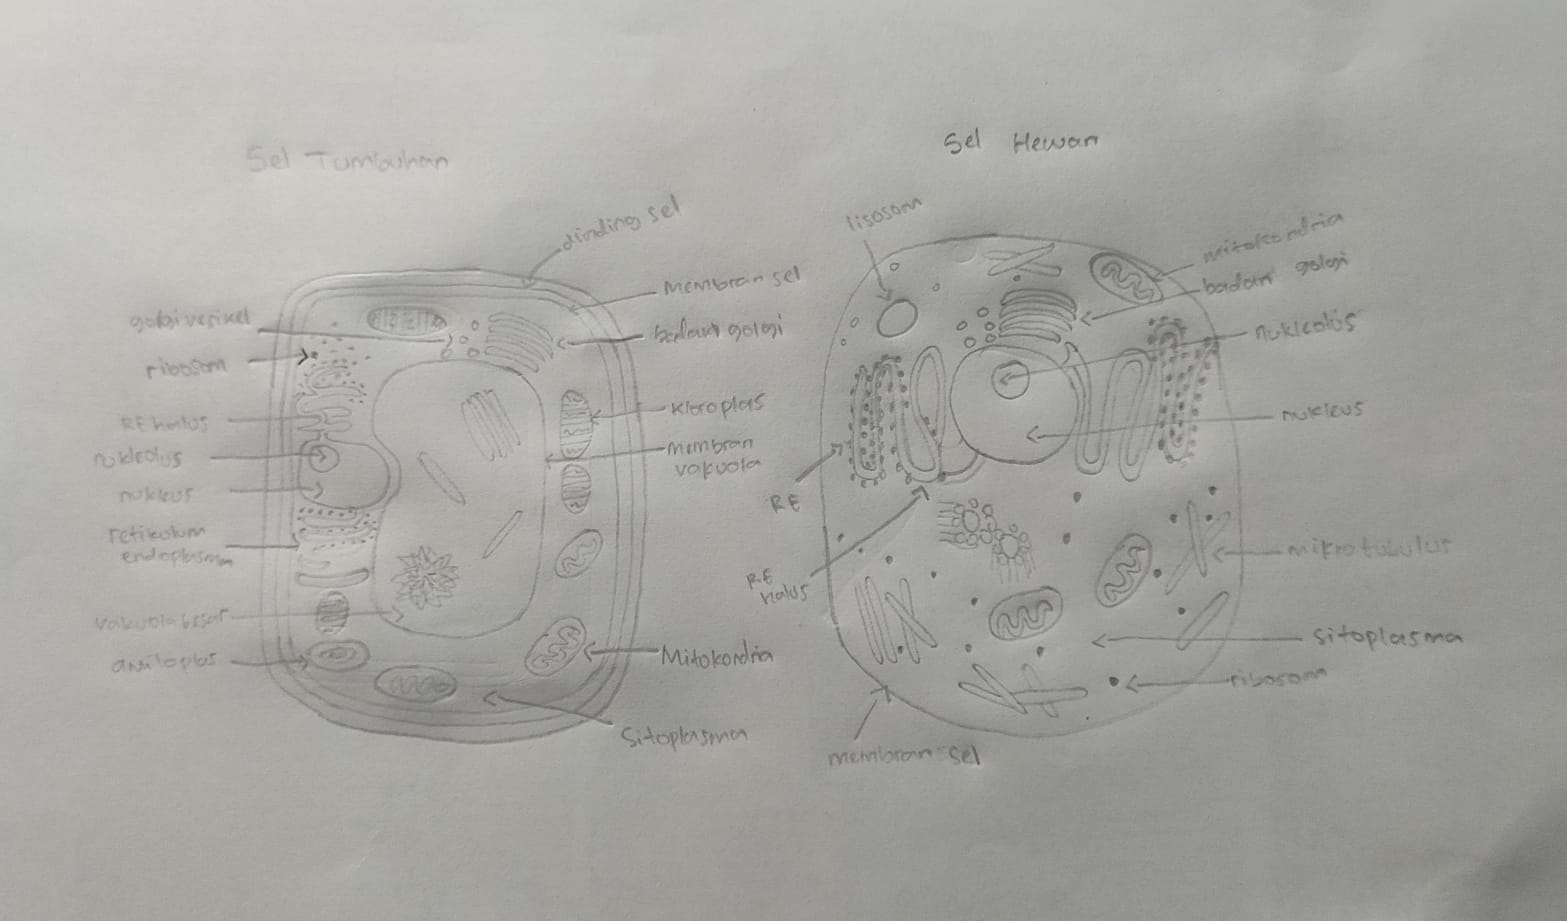 Sel Tumbuhan
dinding sel
membran sel
golgi vesikel
badan golgi
ribosom
kloroplas
RE halus
membran
vakuola
nukleolus
nukleus
retikulum
endoplasma
vakuola besar
amiloplas
Mitokondria
Sitoplasma
Sel Hewan
lisosom
mitokondria
badan golgi
nukleolus
nukleus
RE
RE
halus
mikrotubulus
sitoplasma
ribosom
membran sel